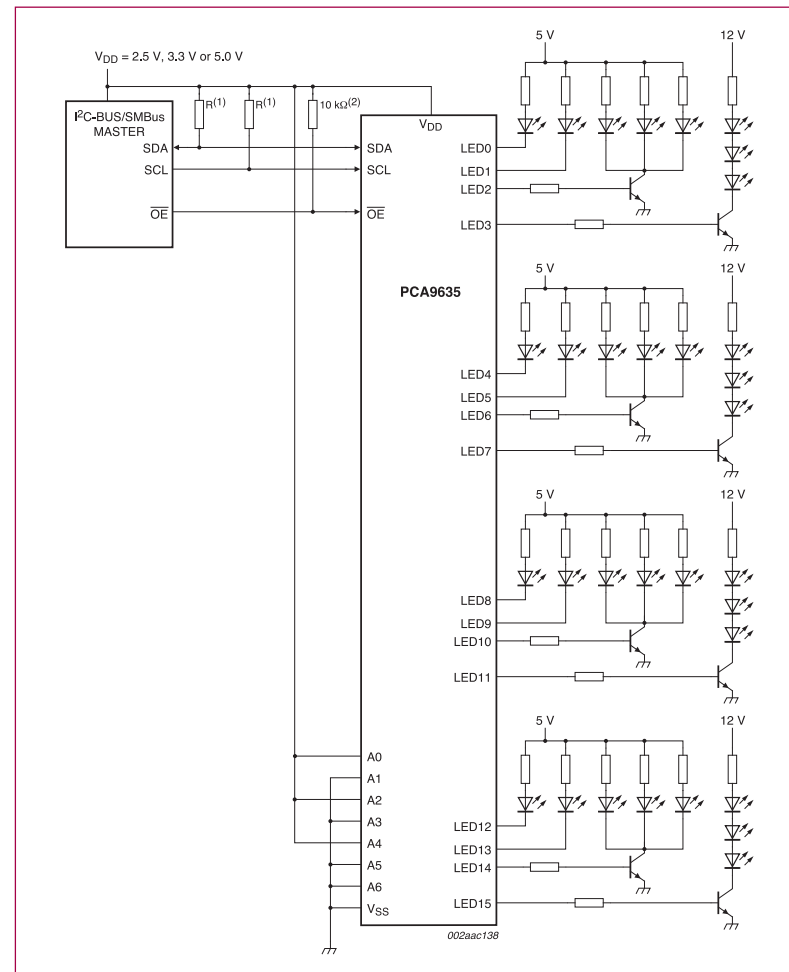 V_DD = 2.5 V, 3.3 V or 5.0 V
5 V
12 V
I²C-BUS/SMBus
MASTER
R(1)
R(1)
10 kΩ(2)
SDA
SCL
OE
V_DD
SDA
SCL
OE
PCA9635
LED0
LED1
LED2
LED3
5 V
12 V
LED4
LED5
LED6
LED7
5 V
12 V
LED8
LED9
LED10
LED11
5 V
12 V
A0
A1
A2
A3
A4
A5
A6
V_SS
LED12
LED13
LED14
LED15
002aac138